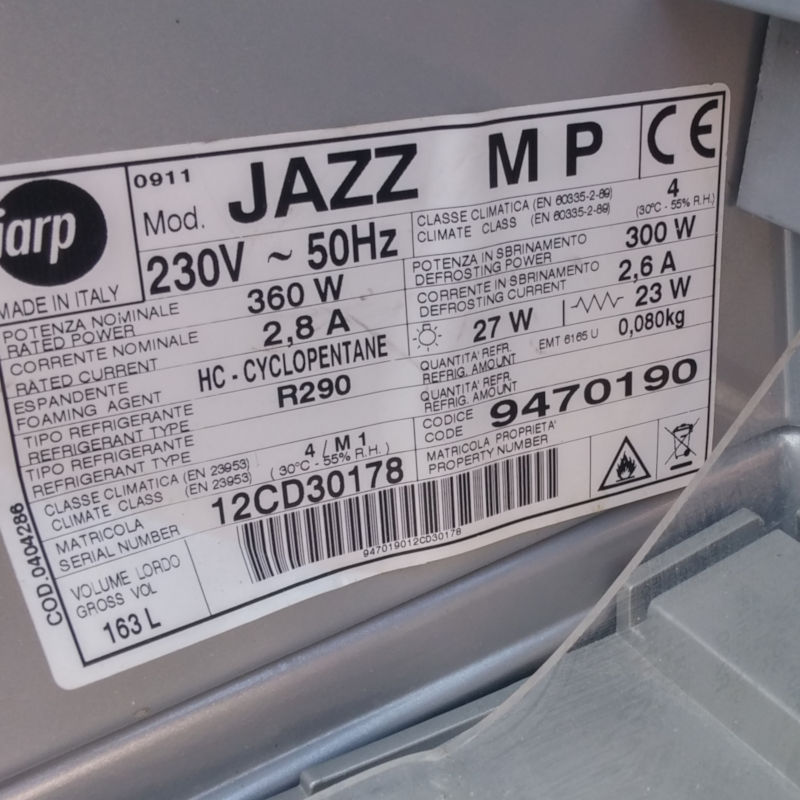 iarp
MADE IN ITALY
0911
Mod. JAZZ M P
CE
230V ~ 50Hz
CLASSE CLIMATICA (EN 60335-2-89) 4
CLIMATE CLASS (EN 60335-2-89) (30°C - 55% R.H.)
POTENZA NOMINALE 360 W
RATED POWER
POTENZA IN SBRINAMENTO 300 W
DEFROSTING POWER
CORRENTE NOMINALE 2,8 A
RATED CURRENT
CORRENTE IN SBRINAMENTO 2,6 A
DEFROSTING CURRENT
ESPANDENTE HC - CYCLOPENTANE
FOAMING AGENT
27 W 23 W
TIPO REFRIGERANTE R290
REFRIGERANT TYPE
QUANTITA' REFR. EMT 6165 U 0,080kg
REFRIG. AMOUNT
TIPO REFRIGERANTE
REFRIGERANT TYPE
QUANTITA' REFR.
REFRIG. AMOUNT
CLASSE CLIMATICA (EN 23953) 4 / M 1
CLIMATE CLASS (EN 23953) (30°C - 55% R.H.)
CODICE 9470190
CODE
MATRICOLA 12CD30178
SERIAL NUMBER
MATRICOLA PROPRIETA'
PROPERTY NUMBER
947019012CD30178
VOLUME LORDO
GROSS VOL
163 L
COD.0404286